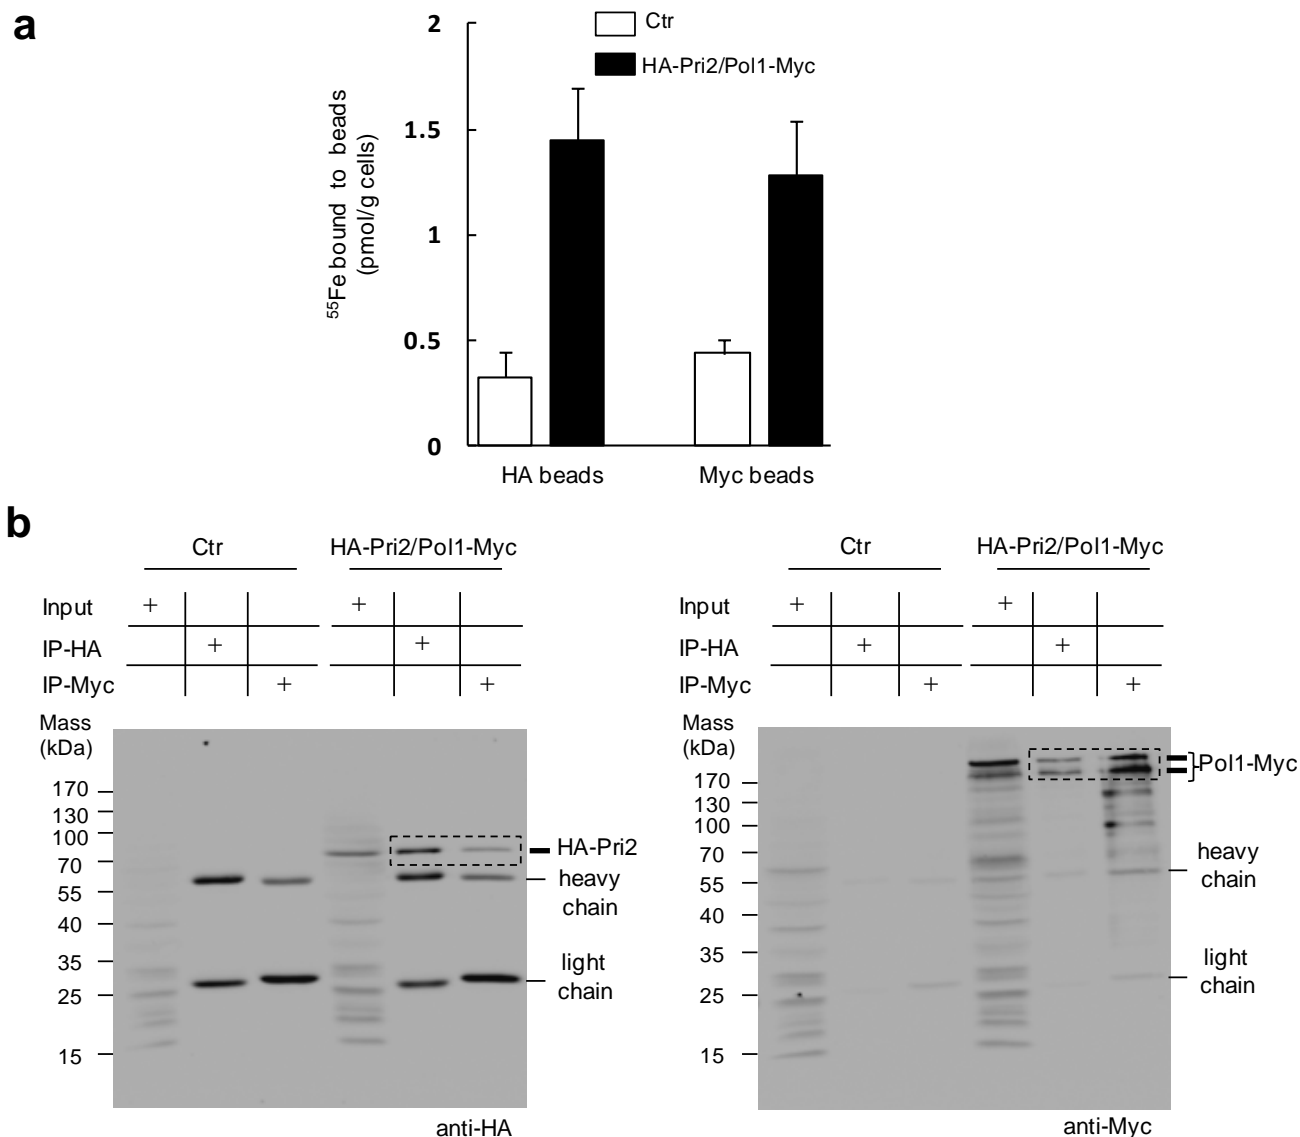 a
2
1.5
1
0.5
0
55Fe bound to beads
(pmol/g cells)
Ctr
HA-Pri2/Pol1-Myc
HA beads
Myc beads
b
Ctr
HA-Pri2/Pol1-Myc
Input + +
IP-HA + +
IP-Myc + +
Mass
(kDa)
170
130
100
70
55
40
35
25
15
HA-Pri2
heavy
chain
light
chain
anti-HA
Ctr
HA-Pri2/Pol1-Myc
Input + +
IP-HA + +
IP-Myc + +
Mass
(kDa)
170
130
100
70
55
40
35
25
15
Pol1-Myc
heavy
chain
light
chain
anti-Myc